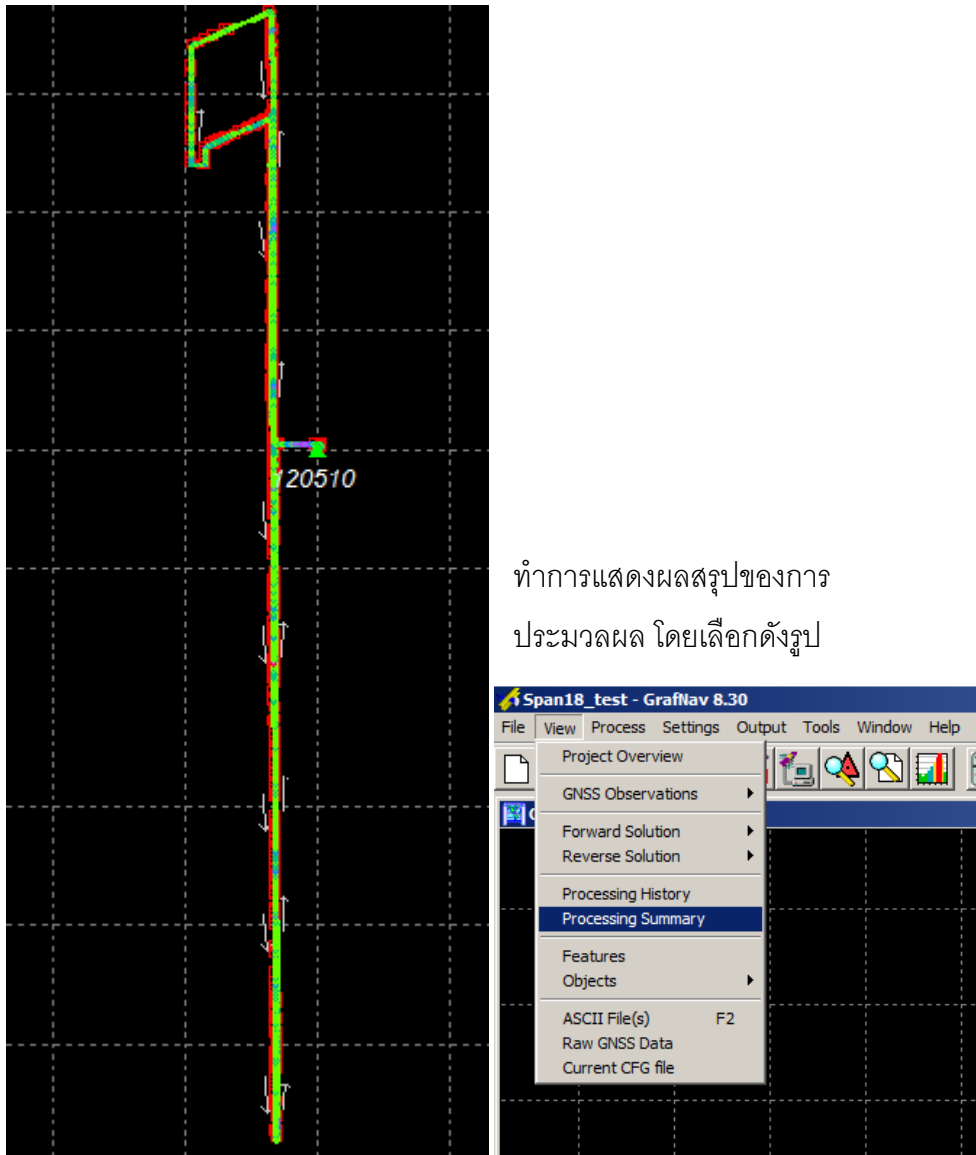 120510
ทำการแสดงผลสรุปของการ
ประมวลผล โดยเลือกดังรูป
Span18_test - GrafNav 8.30
File View Process Settings Output Tools Window Help
Project Overview
GNSS Observations
Forward Solution
Reverse Solution
Processing History
Processing Summary
Features
Objects
ASCII File(s) F2
Raw GNSS Data
Current CFG file